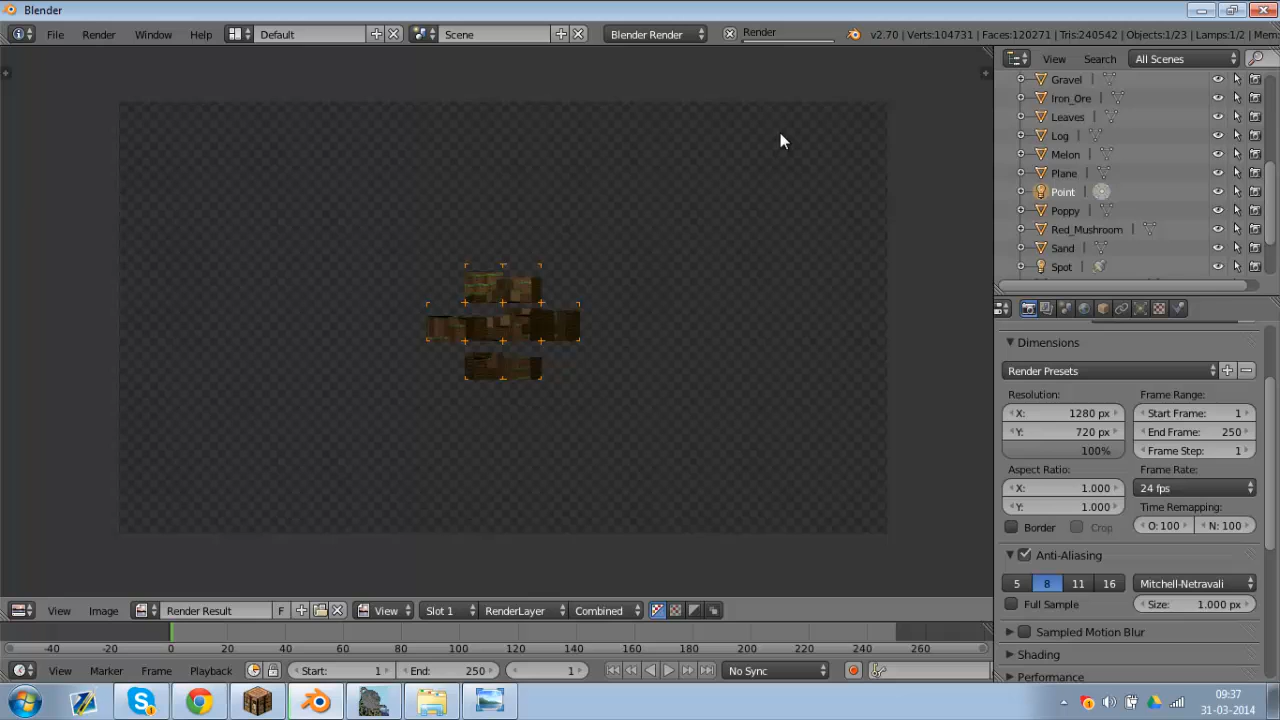 Blender
File Render Window Help Default Scene Blender Render Render v2.70 | Verts:104731 | Faces:120271 | Tris:240542 | Objects:1/23 | Lamps:1/2 | Mem:
View Search All Scenes
Gravel
Iron_Ore
Leaves
Log
Melon
Plane
Point
Poppy
Red_Mushroom
Sand
Spot
Dimensions
Render Presets
Resolution: Frame Range:
X: 1280 px Start Frame: 1
Y: 720 px End Frame: 250
100% Frame Step: 1
Aspect Ratio: Frame Rate:
X: 1.000 24 fps
Y: 1.000 Time Remapping:
Border Crop O: 100 N: 100
Anti-Aliasing
5 8 11 16 Mitchell-Netravali
Full Sample Size: 1.000 px
Sampled Motion Blur
Shading
Performance
View Image Render Result F View Slot 1 RenderLayer Combined
-40 -20 0 20 40 60 80 100 120 140 160 180 200 220 240 260
View Marker Frame Playback Start: 1 End: 250 1 No Sync
09:37
31-03-2014